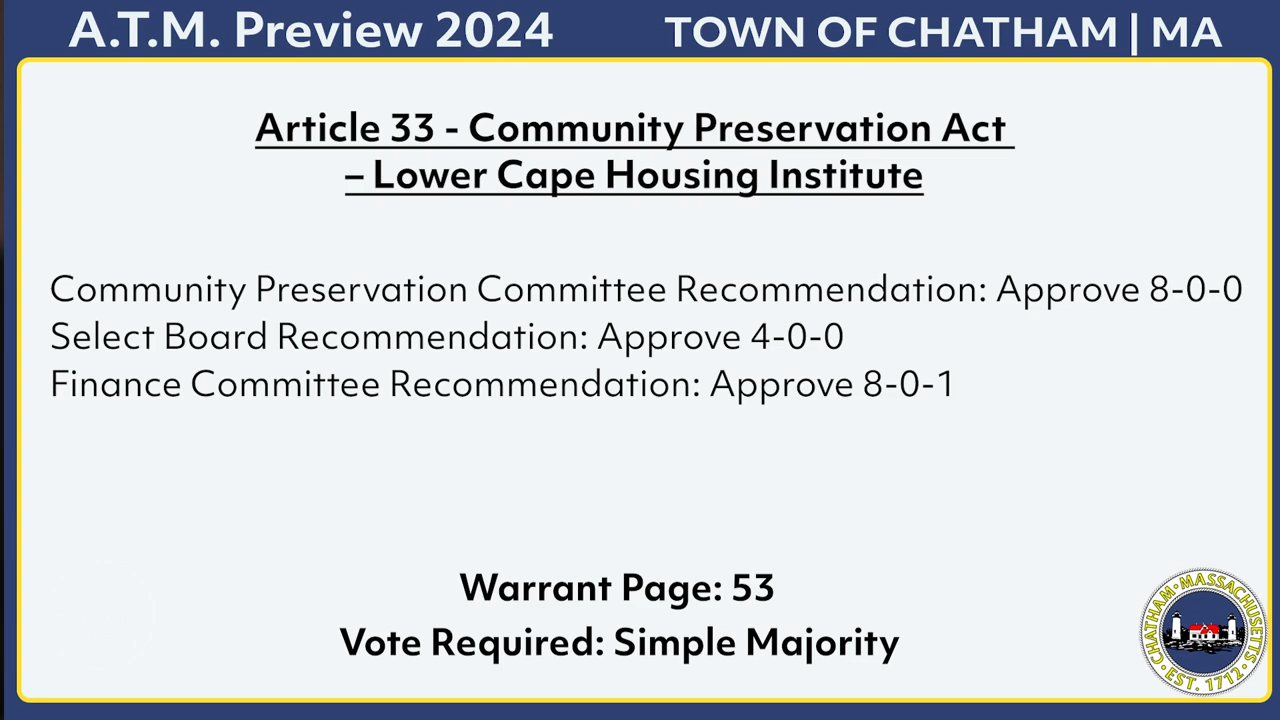 A.T.M. Preview 2024
TOWN OF CHATHAM | MA
Article 33 - Community Preservation Act
– Lower Cape Housing Institute
Community Preservation Committee Recommendation: Approve 8-0-0
Select Board Recommendation: Approve 4-0-0
Finance Committee Recommendation: Approve 8-0-1
Warrant Page: 53
Vote Required: Simple Majority
CHATHAM · MASSACHUSETTS
EST. 1712